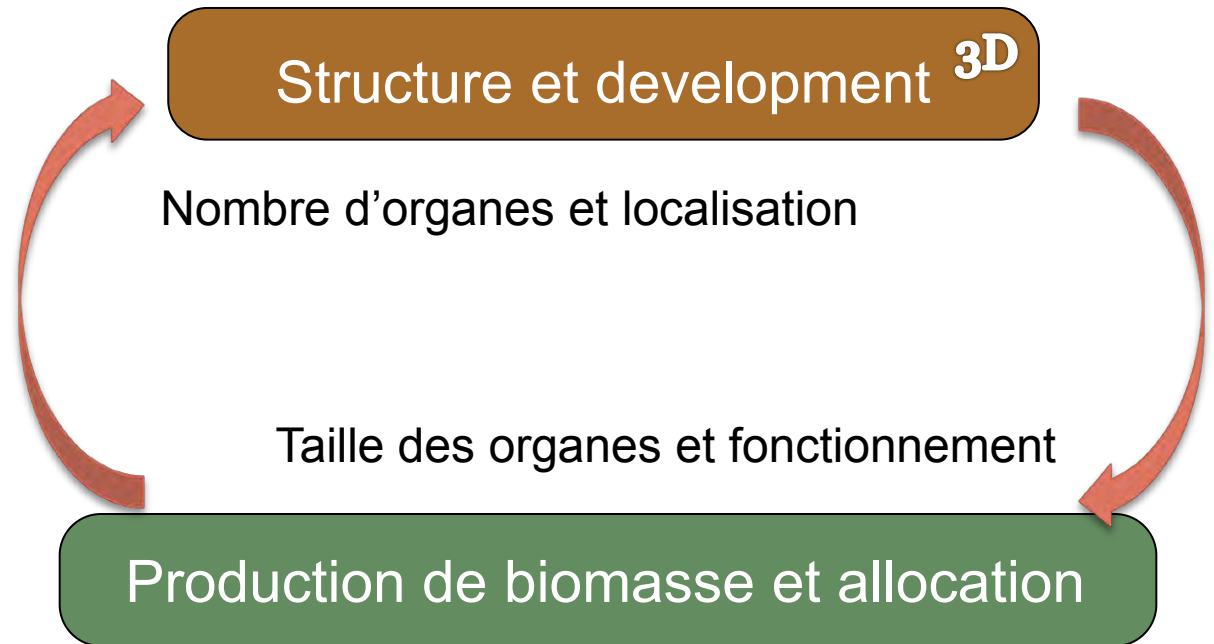 Structure et development 3D
Nombre d'organes et localisation
Taille des organes et fonctionnement
Production de biomasse et allocation